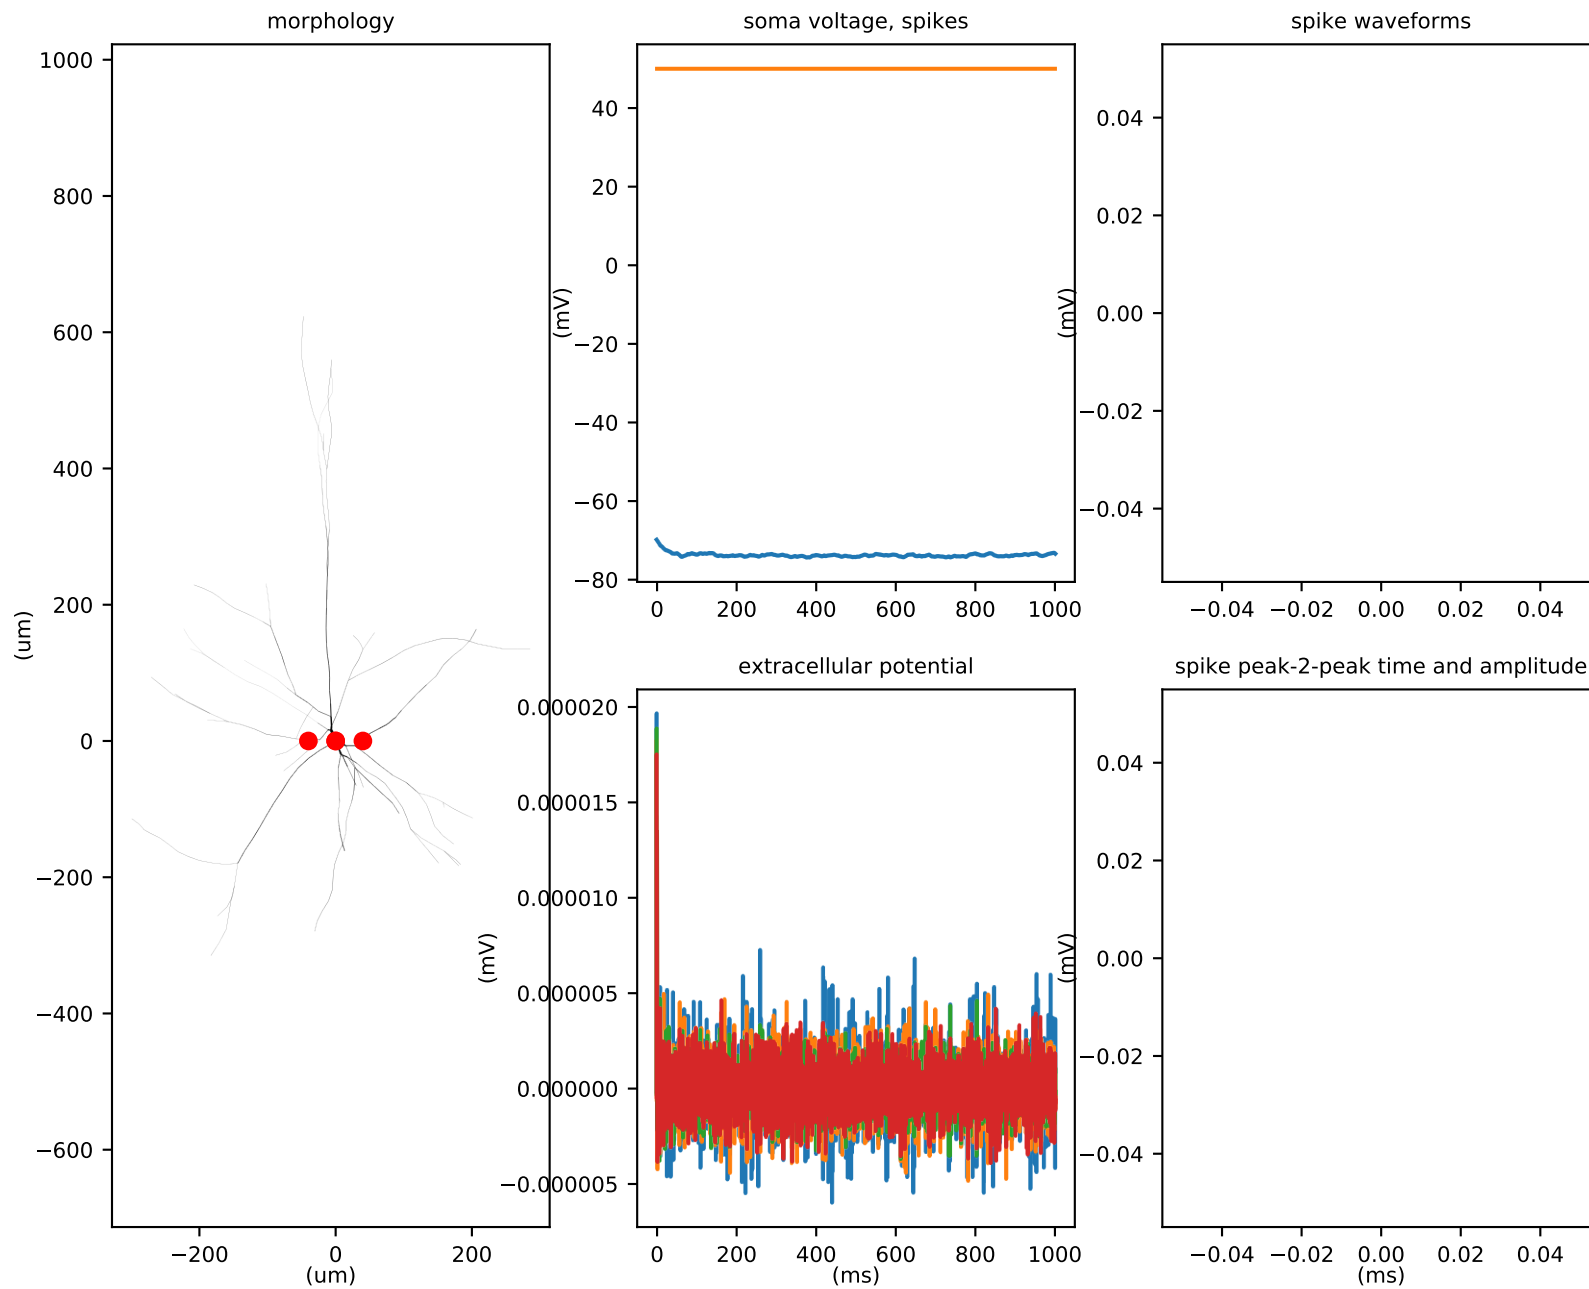 morphology
1000
800
600
400
200
0
−200
−400
−600
(um)
−200 0 200
(um)
soma voltage, spikes
40
20
0
−20
−40
−60
−80
(mV)
0 200 400 600 800 1000
spike waveforms
0.04
0.02
0.00
−0.02
−0.04
(mV)
−0.04 −0.02 0.00 0.02 0.04
extracellular potential
0.000020
0.000015
0.000010
0.000005
0.000000
−0.000005
(mV)
0 200 400 600 800 1000
(ms)
spike peak-2-peak time and amplitude
0.04
0.02
0.00
−0.02
−0.04
(mV)
−0.04 −0.02 0.00 0.02 0.04
(ms)